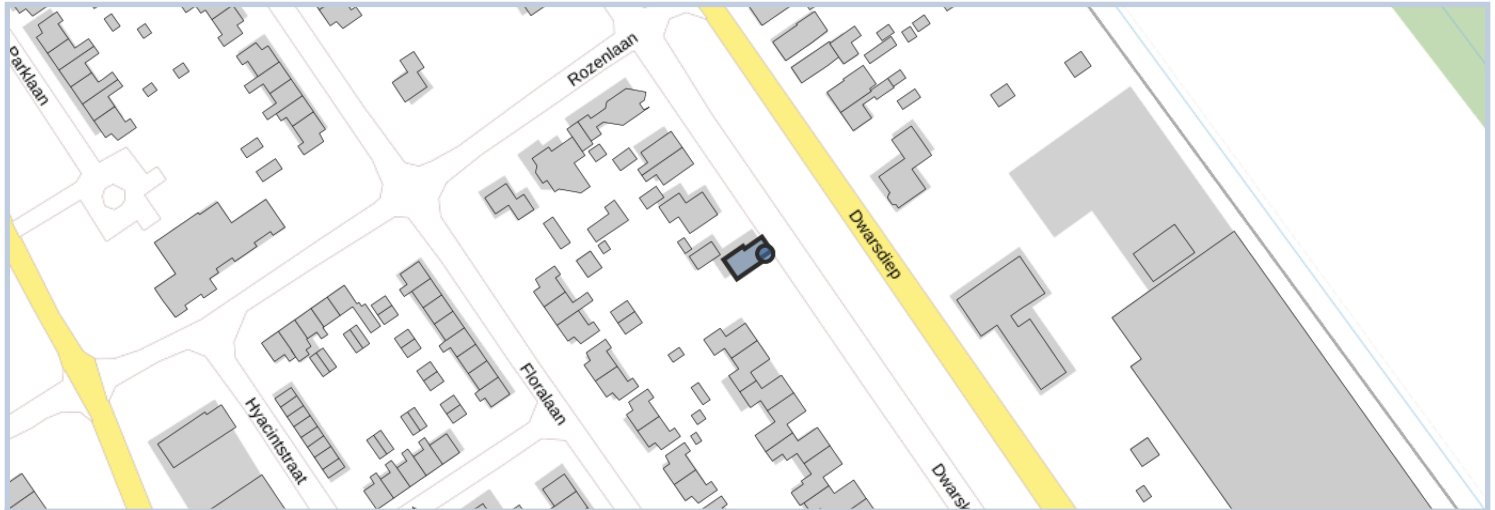 Parklaan
Rozenlaan
Dwarsdiep
Floralaan
Hyacintstraat